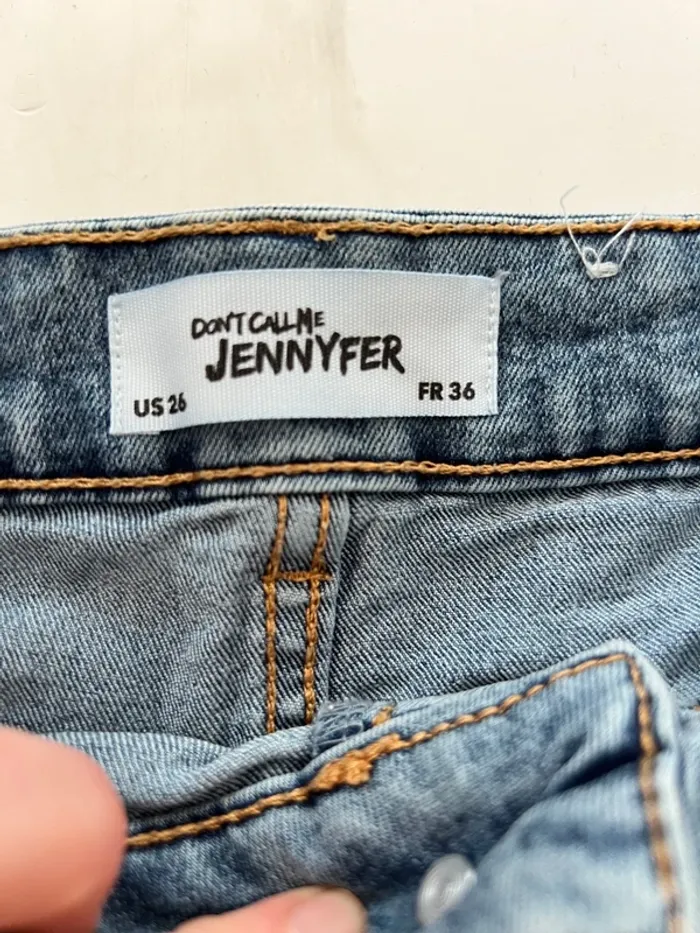 DON'T CALL ME
JENNYFER
US 26
FR 36